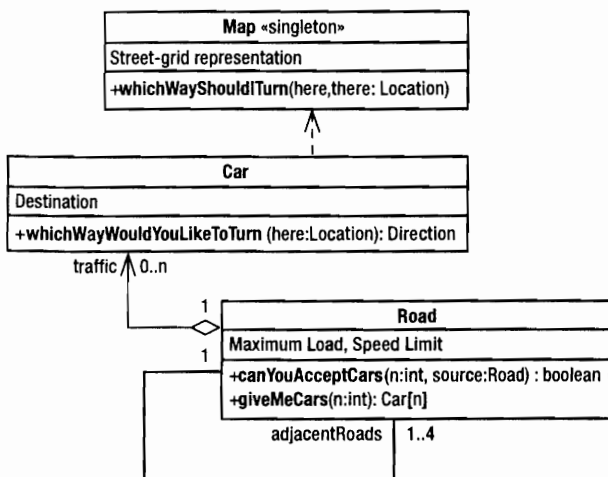 Map «singleton»
Street-grid representation
+whichWayShouldITurn(here,there: Location)
Car
Destination
+whichWayWouldYouLikeToTurn (here:Location): Direction
traffic 0..n
1
Road
1
Maximum Load, Speed Limit
+canYouAcceptCars(n:int, source:Road) : boolean
+giveMeCars(n:int): Car[n]
adjacentRoads 1..4